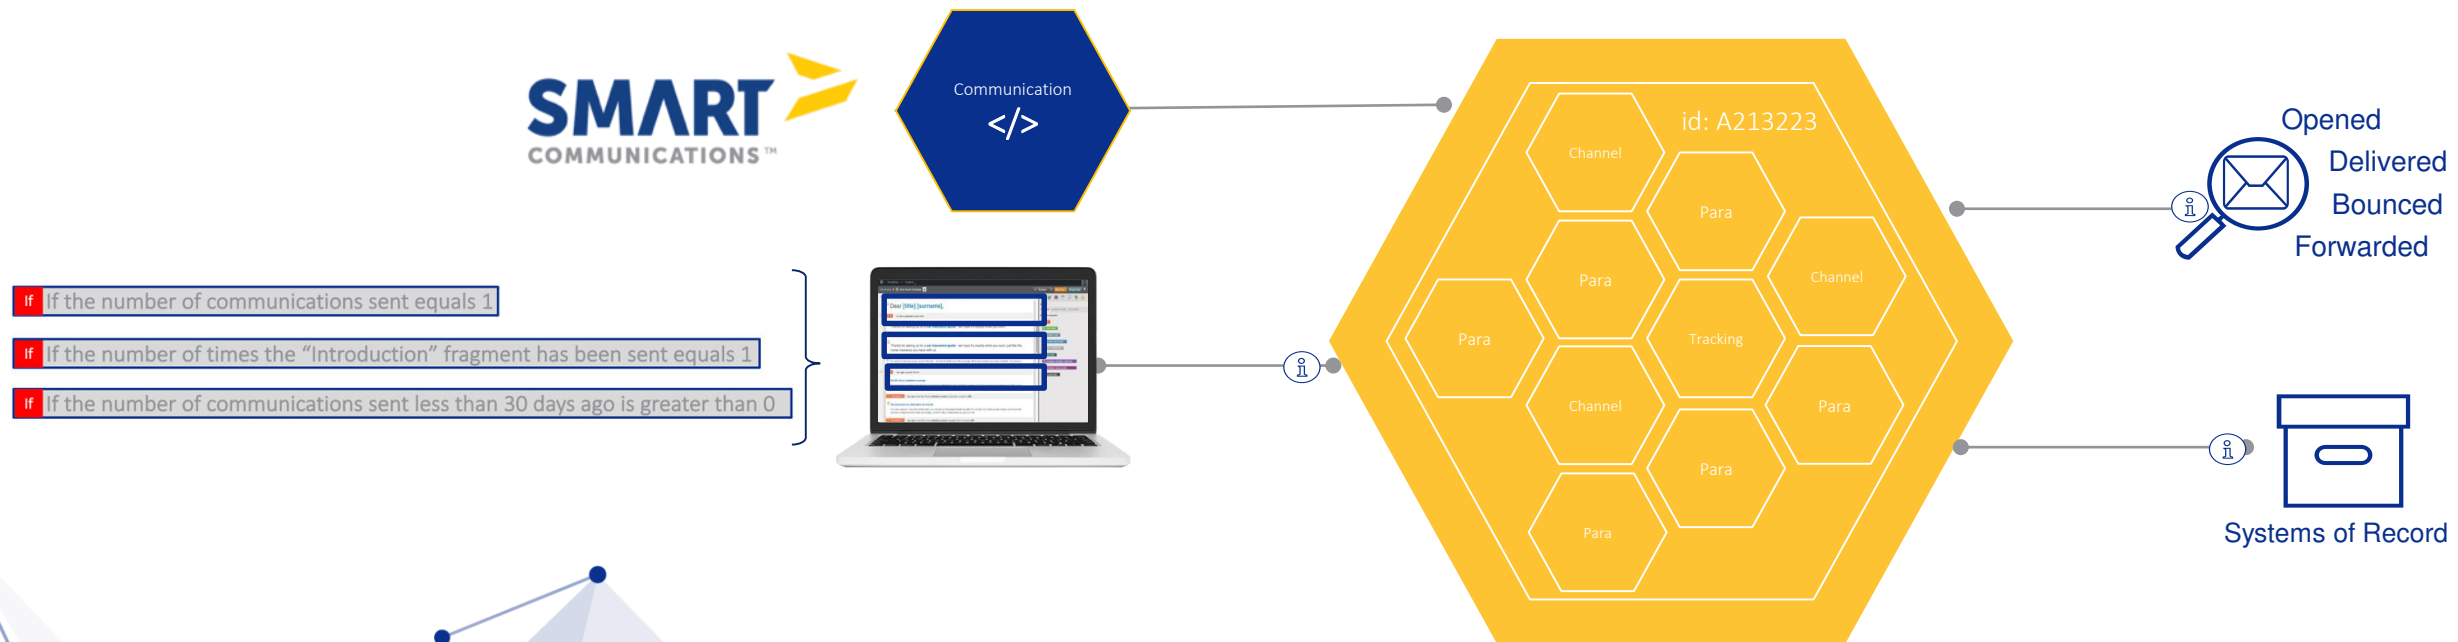 SMART
COMMUNICATIONS™
Communication
</>
id: A213223
Channel
Para
Para
Channel
Para
Tracking
Channel
Para
Para
Para
Opened
Delivered
Bounced
Forwarded
Systems of Record
If If the number of communications sent equals 1
If If the number of times the “Introduction” fragment has been sent equals 1
If If the number of communications sent less than 30 days ago is greater than 0
Dear [title] [surname],